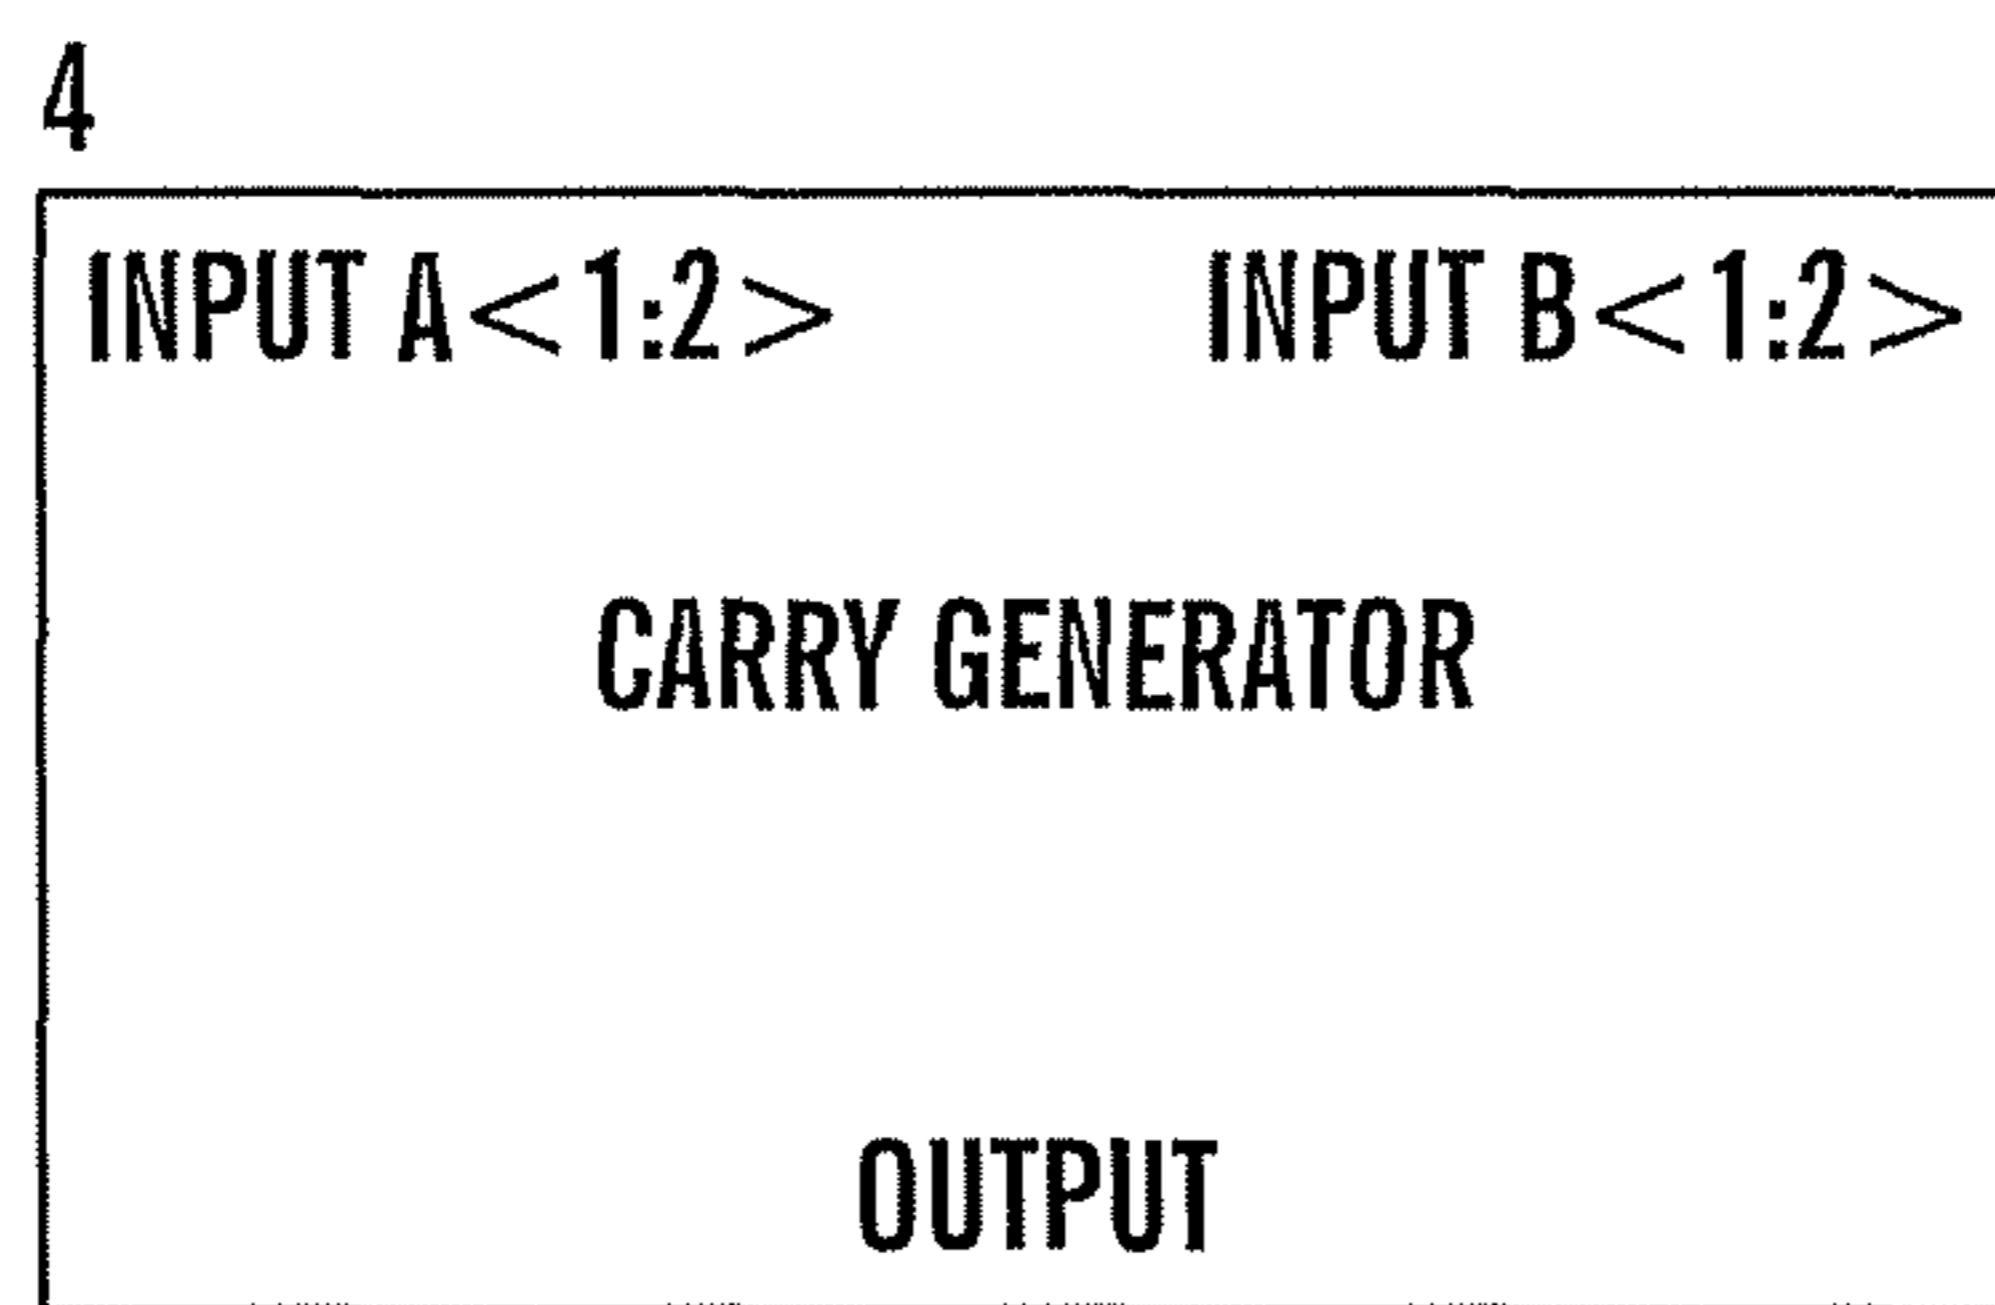 4
INPUT A<1:2> INPUT B<1:2>
CARRY GENERATOR
OUTPUT